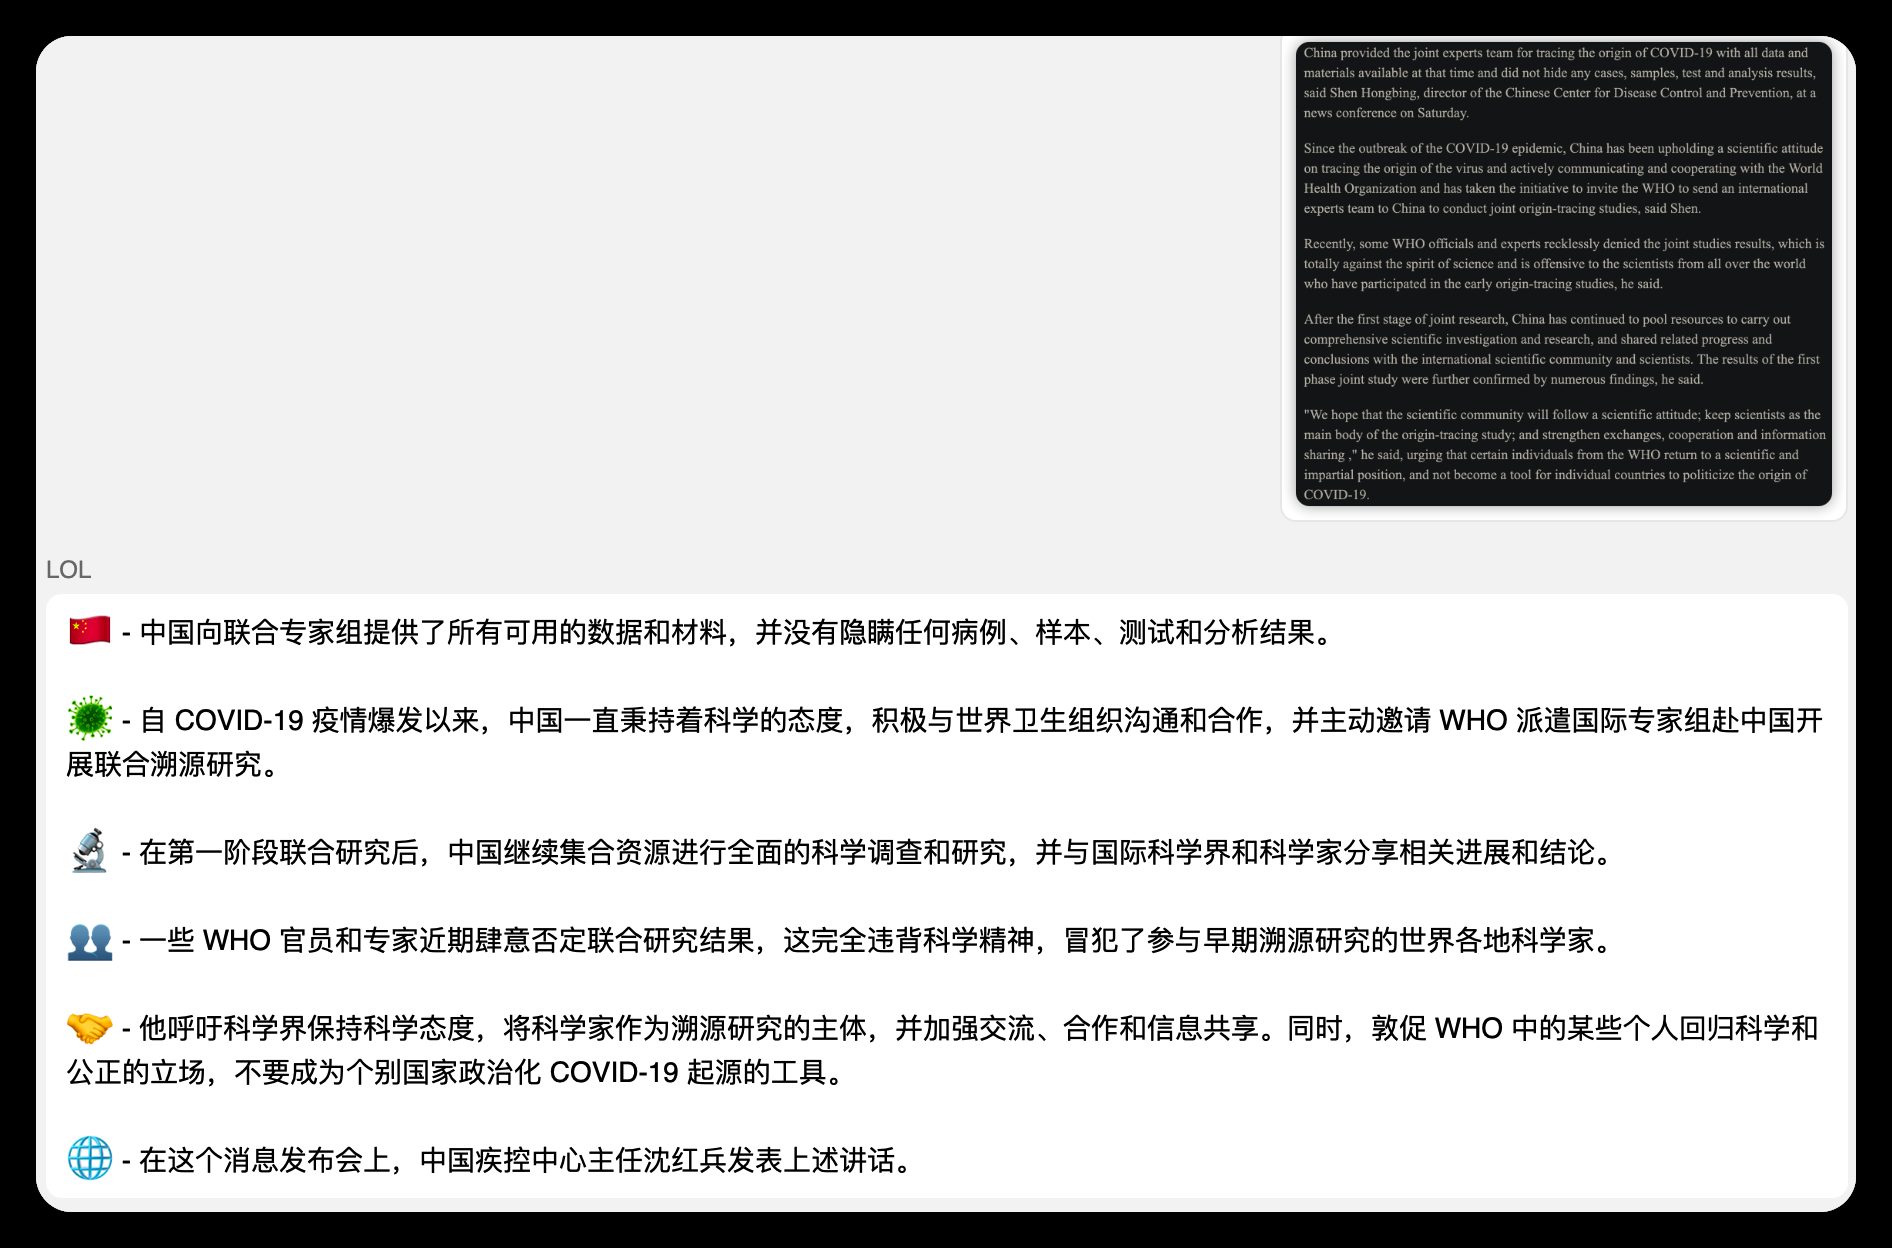 China provided the joint experts team for tracing the origin of COVID-19 with all data and
materials available at that time and did not hide any cases, samples, test and analysis results,
said Shen Hongbing, director of the Chinese Center for Disease Control and Prevention, at a
news conference on Saturday.
Since the outbreak of the COVID-19 epidemic, China has been upholding a scientific attitude
on tracing the origin of the virus and actively communicating and cooperating with the World
Health Organization and has taken the initiative to invite the WHO to send an international
experts team to China to conduct joint origin-tracing studies, said Shen.
Recently, some WHO officials and experts recklessly denied the joint studies results, which is
totally against the spirit of science and is offensive to the scientists from all over the world
who have participated in the early origin-tracing studies, he said.
After the first stage of joint research, China has continued to pool resources to carry out
comprehensive scientific investigation and research, and shared related progress and
conclusions with the international scientific community and scientists. The results of the first
phase joint study were further confirmed by numerous findings, he said.
"We hope that the scientific community will follow a scientific attitude; keep scientists as the
main body of the origin-tracing study; and strengthen exchanges, cooperation and information
sharing ," he said, urging that certain individuals from the WHO return to a scientific and
impartial position, and not become a tool for individual countries to politicize the origin of
COVID-19.
LOL
🇨🇳 - 中国向联合专家组提供了所有可用的数据和材料，并没有隐瞒任何病例、样本、测试和分析结果。
🦠 - 自 COVID-19 疫情爆发以来，中国一直秉持着科学的态度，积极与世界卫生组织沟通和合作，并主动邀请 WHO 派遣国际专家组赴中国开
展联合溯源研究。
🔬 - 在第一阶段联合研究后，中国继续集合资源进行全面的科学调查和研究，并与国际科学界和科学家分享相关进展和结论。
👥 - 一些 WHO 官员和专家近期肆意否定联合研究结果，这完全违背科学精神，冒犯了参与早期溯源研究的世界各地科学家。
🤝 - 他呼吁科学界保持科学态度，将科学家作为溯源研究的主体，并加强交流、合作和信息共享。同时，敦促 WHO 中的某些个人回归科学和
公正的立场，不要成为个别国家政治化 COVID-19 起源的工具。
🌐 - 在这个消息发布会上，中国疾控中心主任沈红兵发表上述讲话。